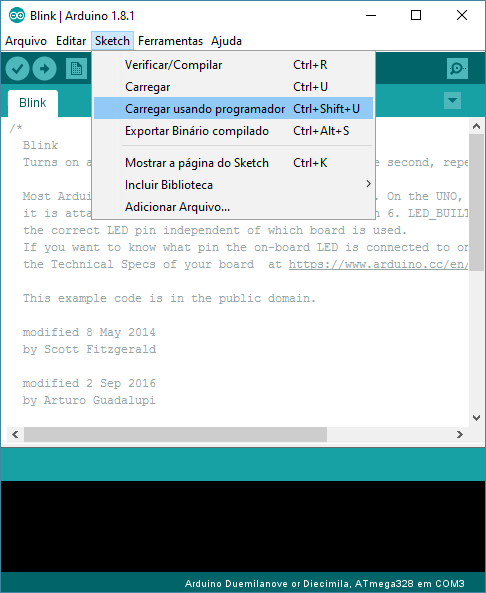 Blink | Arduino 1.8.1
Arquivo Editar Sketch Ferramentas Ajuda
Verificar/Compilar Ctrl+R
Carregar Ctrl+U
Carregar usando programador Ctrl+Shift+U
Exportar Binário compilado Ctrl+Alt+S
Mostrar a página do Sketch Ctrl+K
Incluir Biblioteca
Adicionar Arquivo...
Blink
/*
Blink
Turns on a e second, repe
Most Ardui . On the UNO,
it is atta n 6. LED_BUILT
the correct LED pin independent of which board is used.
If you want to know what pin the on-board LED is connected to on
the Technical Specs of your board at https://www.arduino.cc/en/
This example code is in the public domain.
modified 8 May 2014
by Scott Fitzgerald
modified 2 Sep 2016
by Arturo Guadalupi
Arduino Duemilanove or Diecimila, ATmega328 em COM3